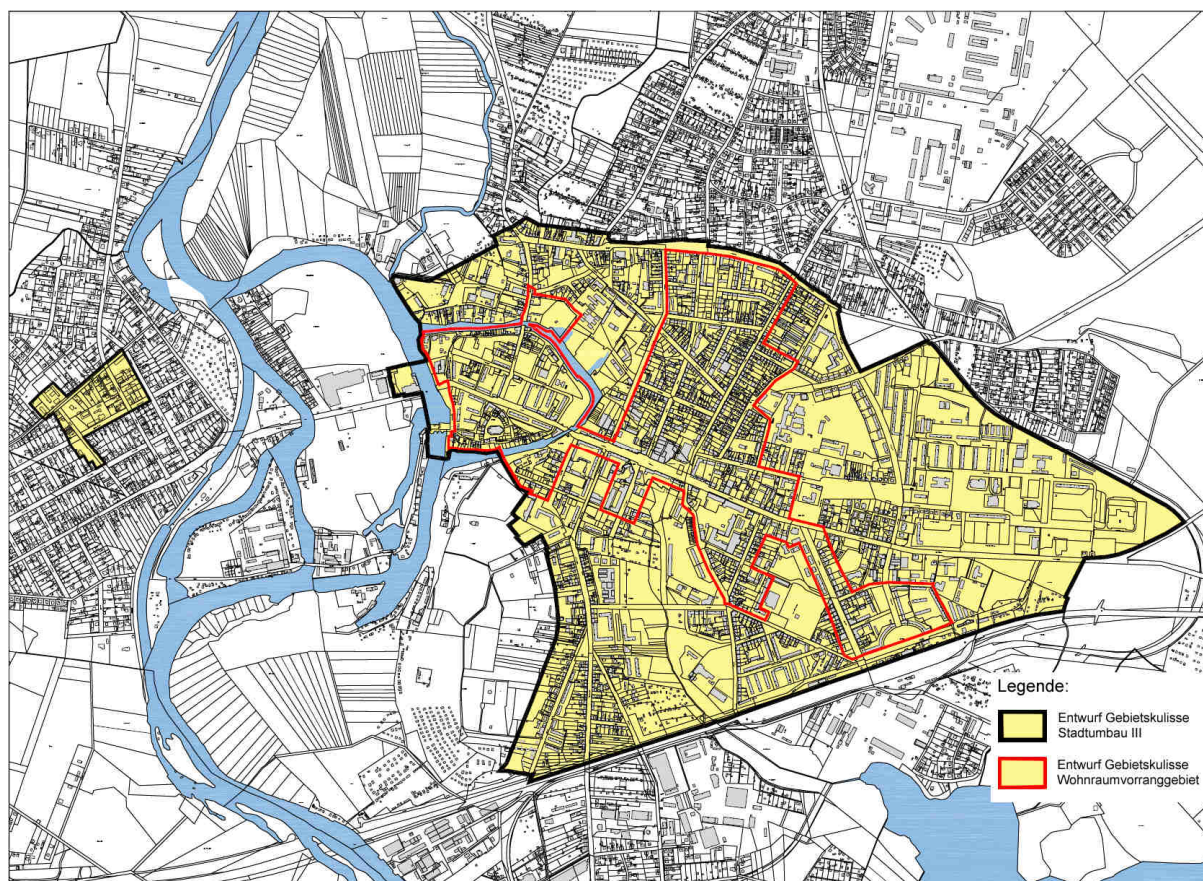 Legende:
Entwurf Gebietskulisse
Stadtumbau III
Entwurf Gebietskulisse
Wohnraumvorranggebiet